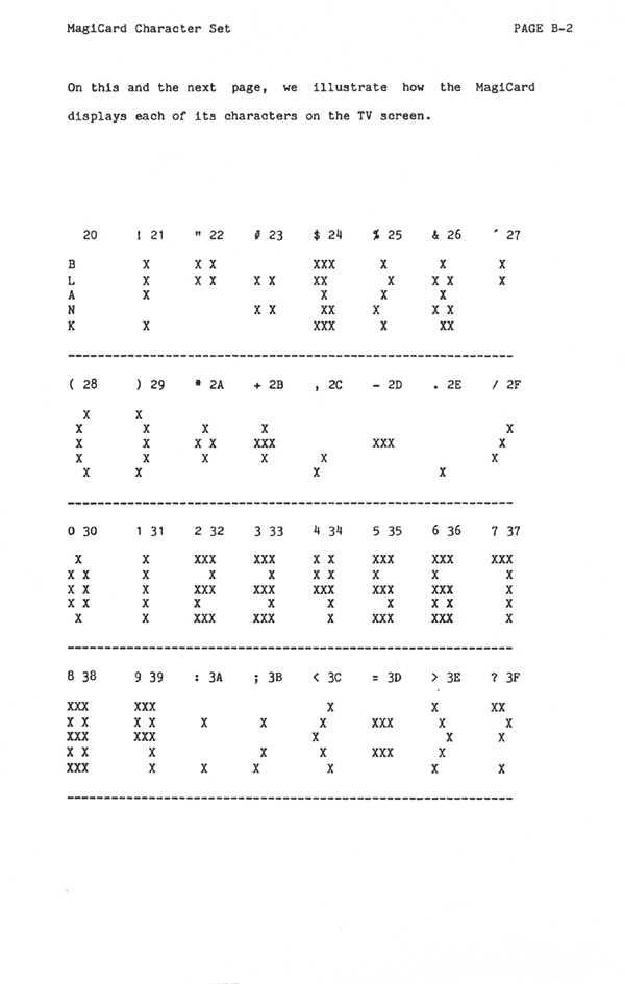 MagiCard Character Set PAGE B-2
On this and the next page, we illustrate how the MagiCard
displays each of its characters on the TV screen.
20 ! 21 " 22 # 23 $ 24 % 25 & 26 ' 27
B X X X XXX X X X
L X X X X X XX X X X X
A X X X X
N X X XX X X X
K X XXX X XX
----------------------------------------------------------------
( 28 ) 29 * 2A + 2B , 2C - 2D . 2E / 2F
X X
X X X X X
X X X X XXX XXX X
X X X X X X
X X X X
----------------------------------------------------------------
0 30 1 31 2 32 3 33 4 34 5 35 6 36 7 37
X X XXX XXX X X XXX XXX XXX
X X X X X X X X X X
X X X XXX XXX XXX XXX XXX X
X X X X X X X X X X
X X XXX XXX X XXX XXX X
----------------------------------------------------------------
8 38 9 39 : 3A ; 3B < 3C = 3D > 3E ? 3F
XXX XXX X X XX
X X X X X X X XXX X X
XXX XXX X X X
X X X X X XXX X
XXX X X X X X X
----------------------------------------------------------------